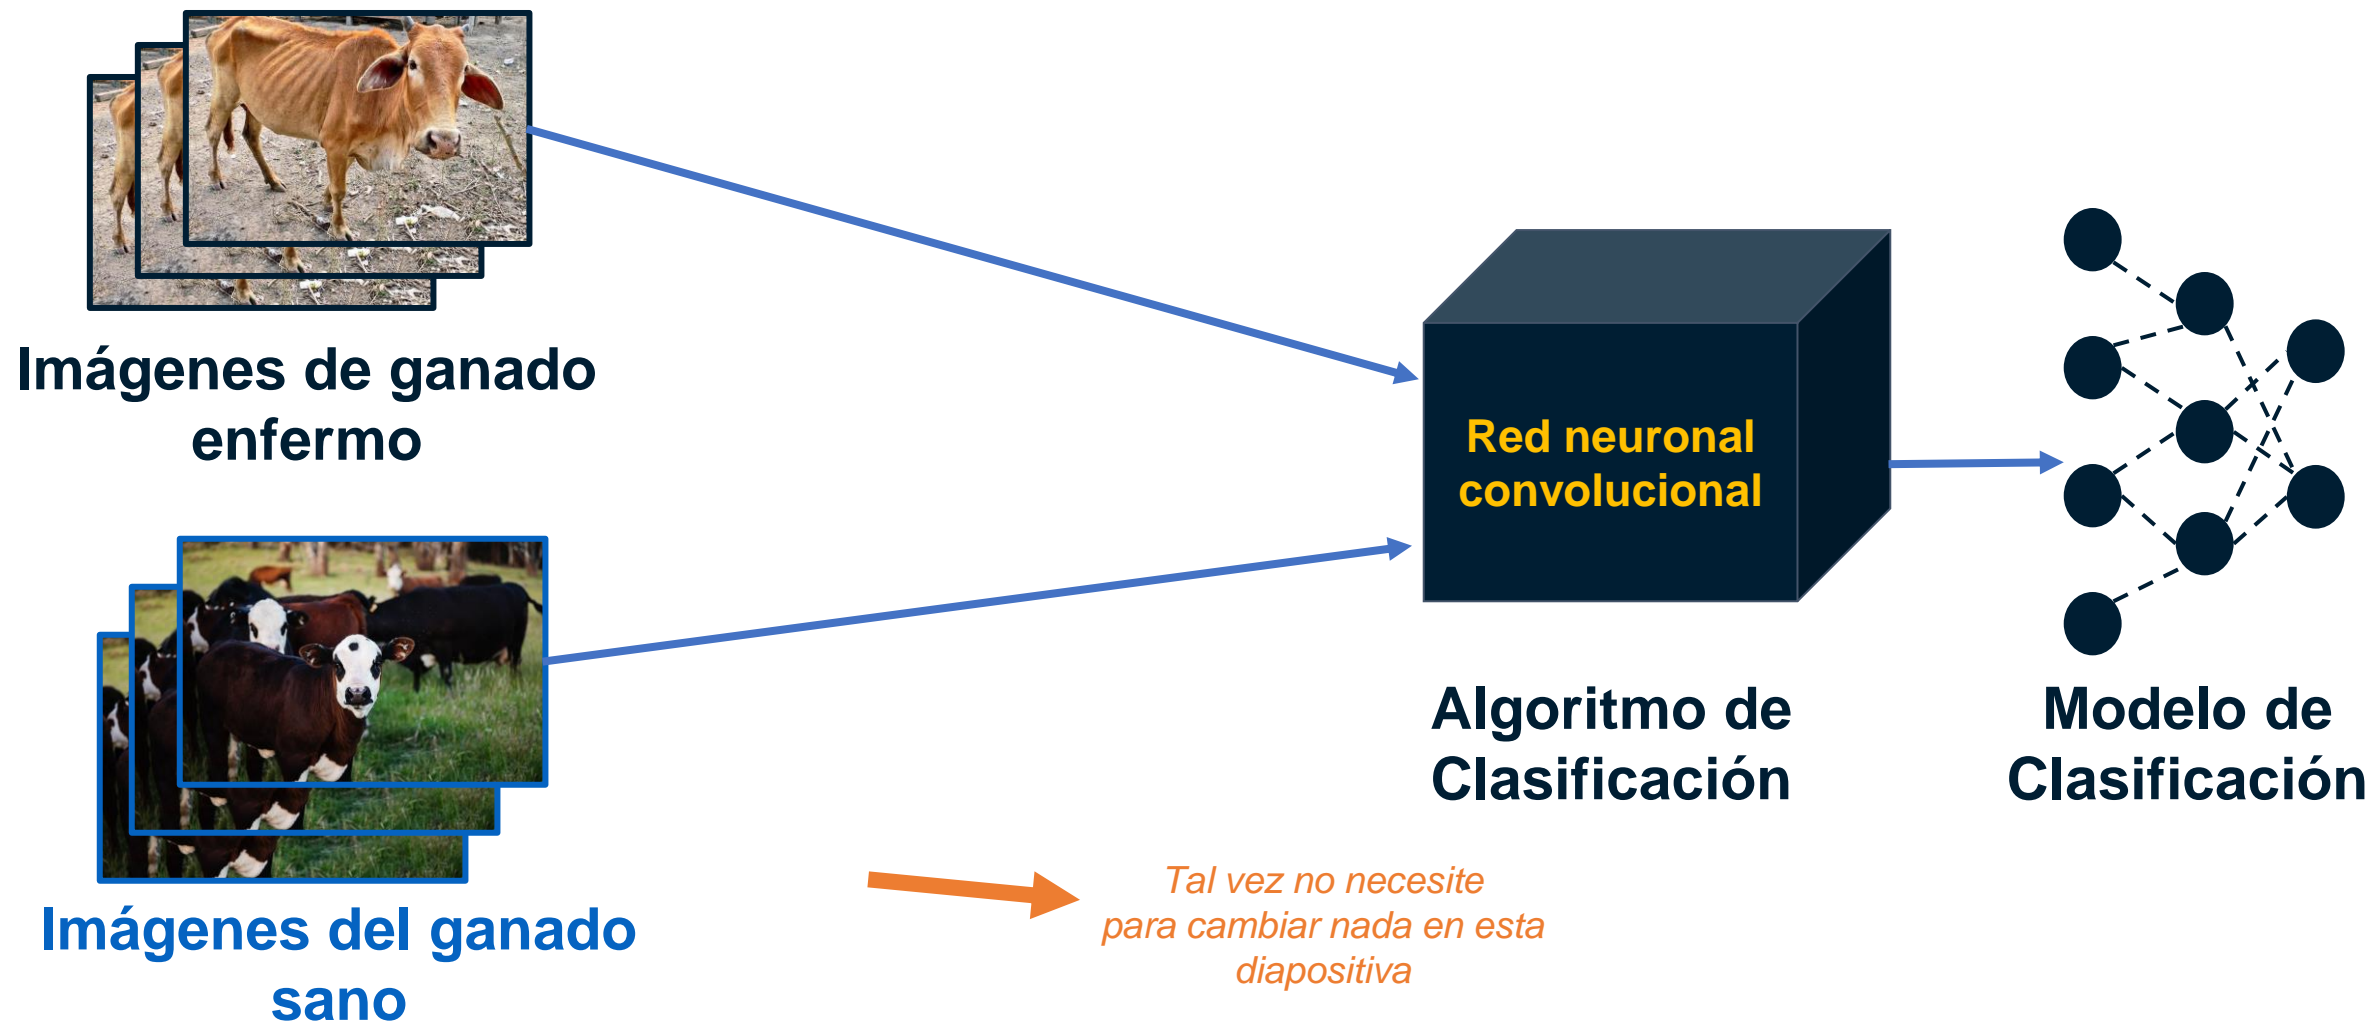 Imágenes de ganado
enfermo
Red neuronal
convolucional
Algoritmo de
Clasificación
Modelo de
Clasificación
Imágenes del ganado
sano
Tal vez no necesite
para cambiar nada en esta
diapositiva